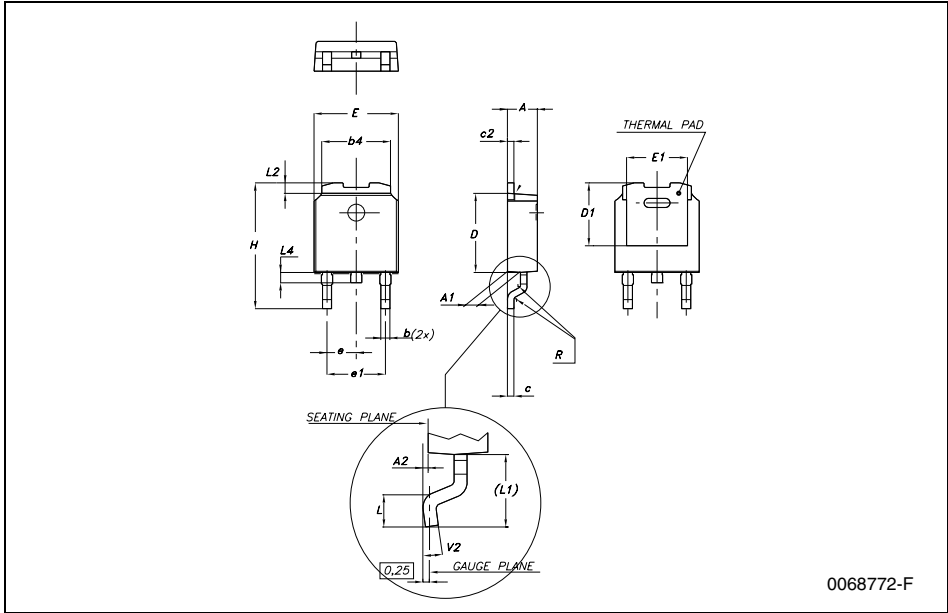 E
b4
L2
H
L4
b(2x)
e
e1
A
c2
D
A1
R
c
THERMAL PAD
E1
D1
SEATING PLANE
A2
(L1)
L
V2
0,25
GAUGE PLANE
0068772-F